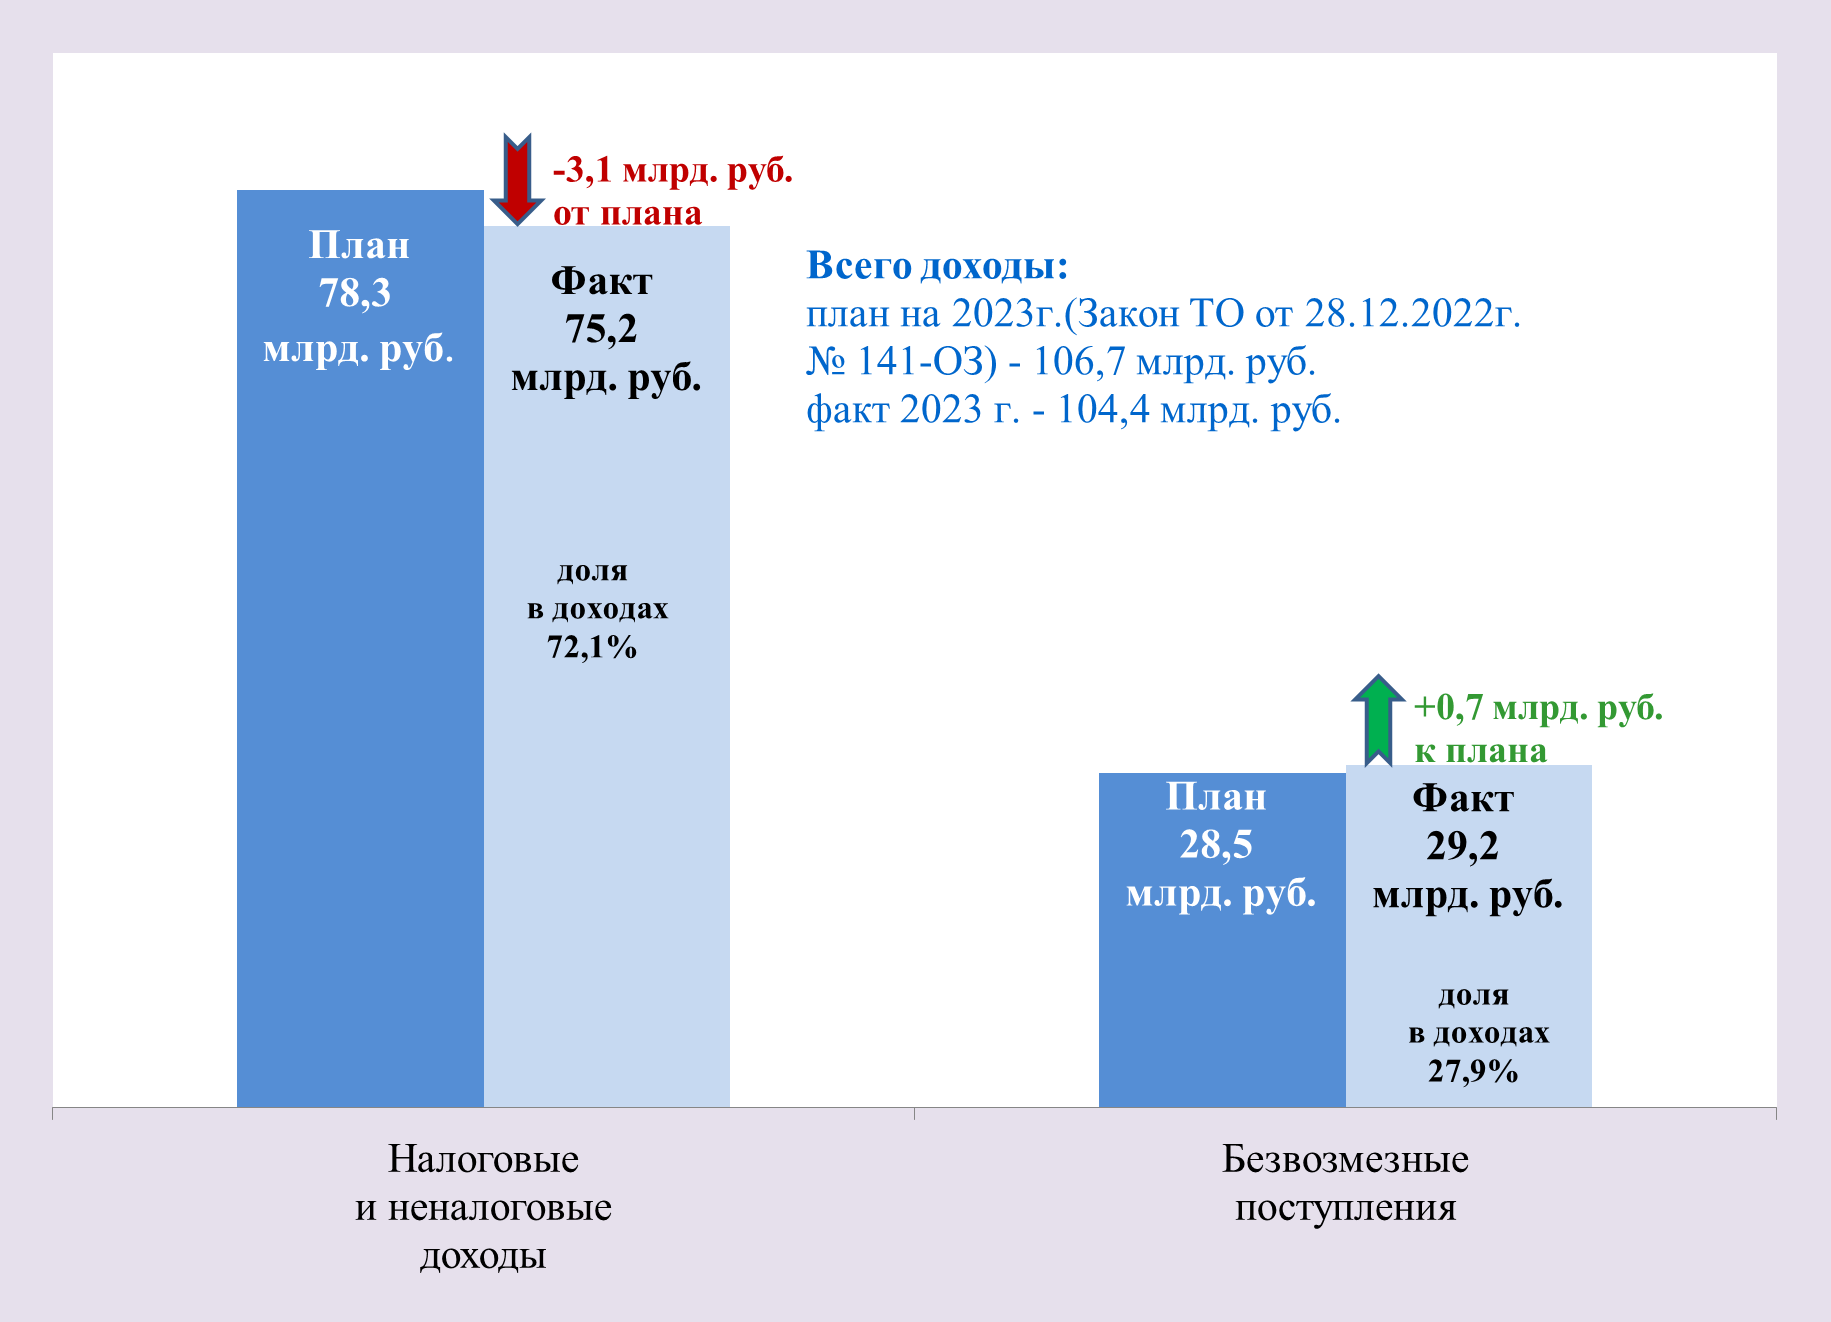 -3,1 млрд. руб.
от плана
План
78,3
млрд. руб.
Факт
75,2
млрд. руб.
доля
в доходах
72,1%
Всего доходы:
план на 2023г.(Закон ТО от 28.12.2022г.
№ 141-ОЗ) - 106,7 млрд. руб.
факт 2023 г. - 104,4 млрд. руб.
+0,7 млрд. руб.
к плана
План
28,5
млрд. руб.
Факт
29,2
млрд. руб.
доля
в доходах
27,9%
Налоговые
и неналоговые
доходы
Безвозмезные
поступления